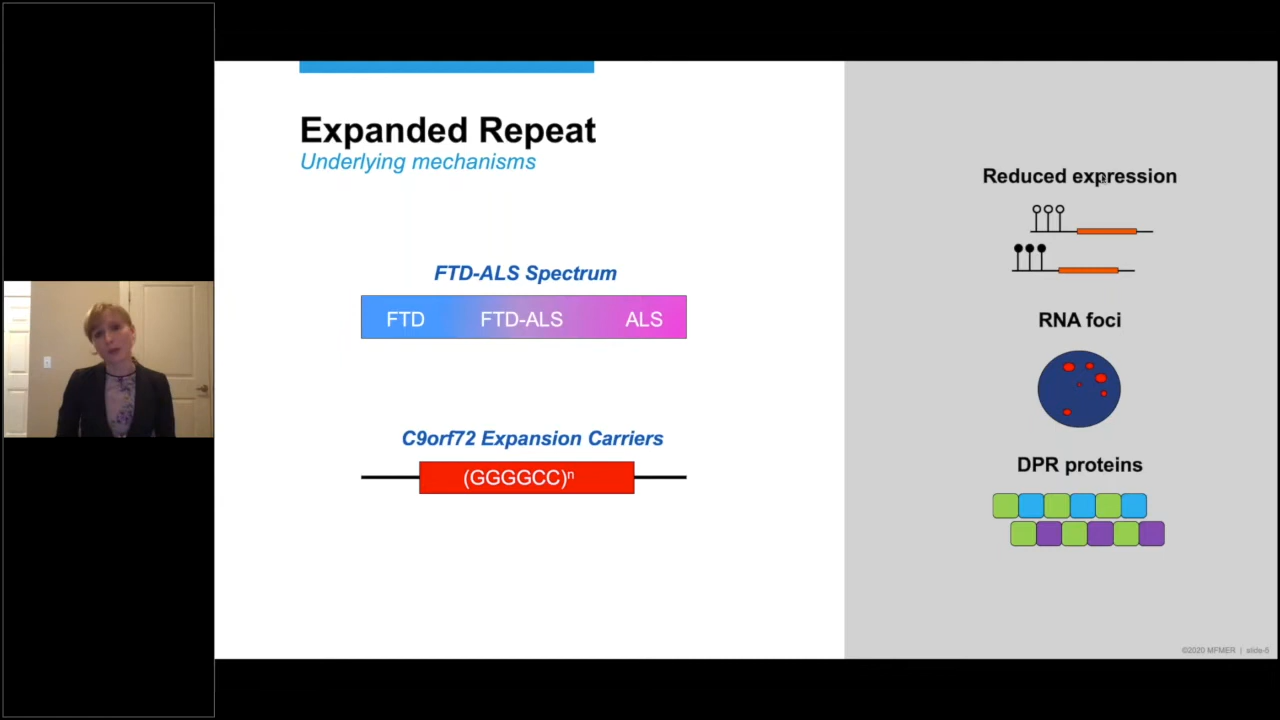 Expanded Repeat
Underlying mechanisms
FTD-ALS Spectrum
FTD FTD-ALS ALS
C9orf72 Expansion Carriers
(GGGGCC)ⁿ
Reduced expression
RNA foci
DPR proteins
©2020 MFMER | slide-5